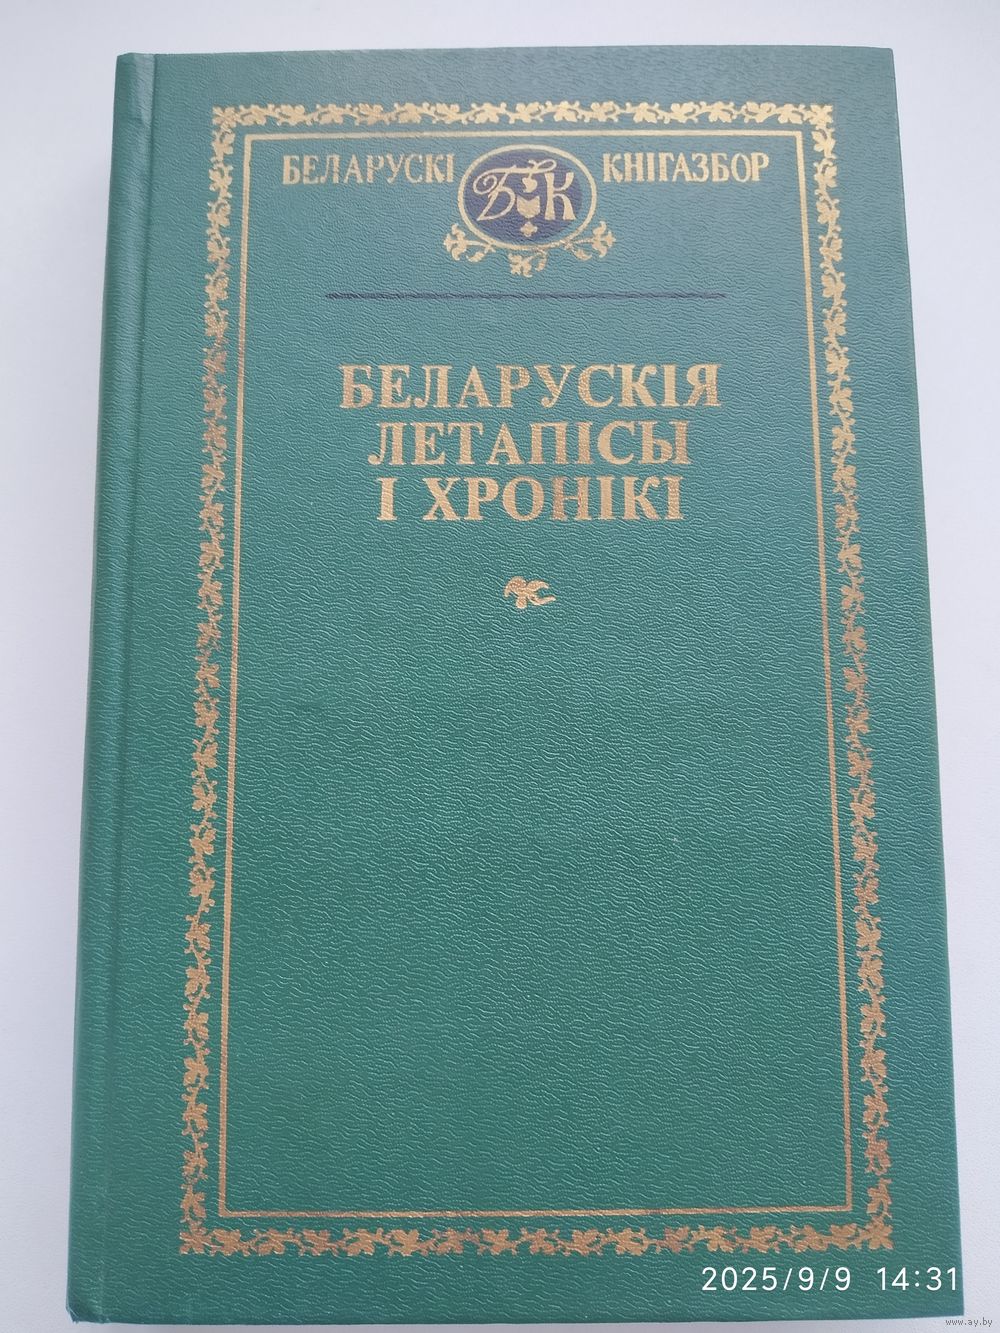 БЕЛАРУСКІ БК КНІГАЗБОР
БЕЛАРУСКІЯ
ЛЕТАПІСЫ
І ХРОНІКІ
2025/9/9 14:31
www.ay.by